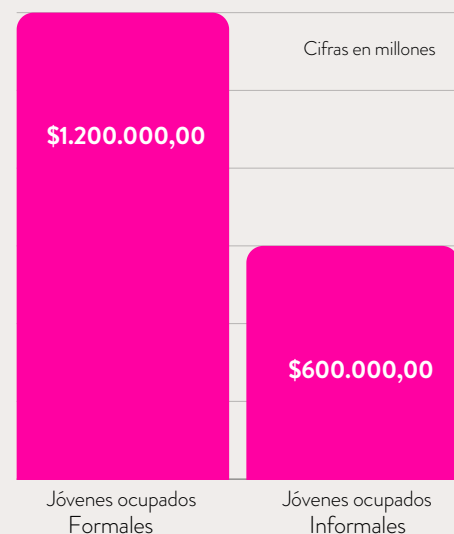 Cifras en millones
$1.200.000,00
$600.000,00
Jóvenes ocupados
Formales
Jóvenes ocupados
Informales